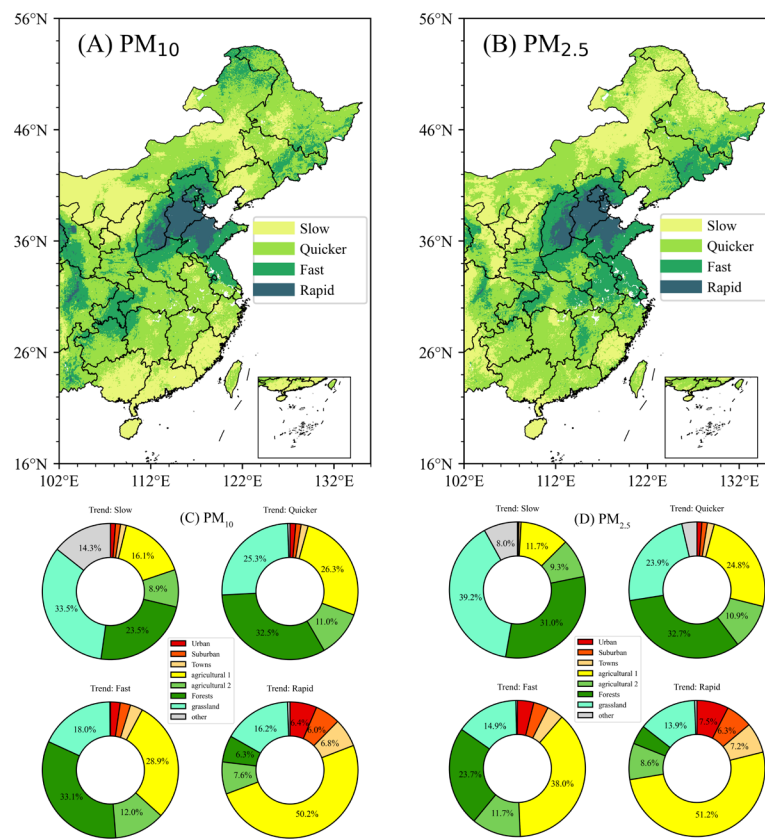 56°N
46°N
36°N
26°N
16°N
102°E
112°E
122°E
132°E
(A) PM₁₀
Slow
Quicker
Fast
Rapid
56°N
46°N
36°N
26°N
16°N
102°E
112°E
122°E
132°E
(B) PM₂.₅
Slow
Quicker
Fast
Rapid
(C) PM₁₀
Trend: Slow
14.3%
16.1%
8.9%
23.5%
33.5%
Trend: Quicker
25.3%
26.3%
11.0%
32.5%
Urban
Suburban
Towns
agricultural 1
agricultural 2
Forests
grassland
other
Trend: Fast
18.0%
28.9%
12.0%
33.1%
Trend: Rapid
6.4%
6.0%
6.8%
50.2%
7.6%
6.3%
16.2%
(D) PM₂.₅
Trend: Slow
8.0%
11.7%
9.3%
31.0%
39.2%
Trend: Quicker
23.9%
24.8%
10.9%
32.7%
Urban
Suburban
Towns
agricultural 1
agricultural 2
Forests
grassland
other
Trend: Fast
14.9%
38.0%
11.7%
23.7%
Trend: Rapid
7.5%
6.3%
7.2%
51.2%
8.6%
13.9%